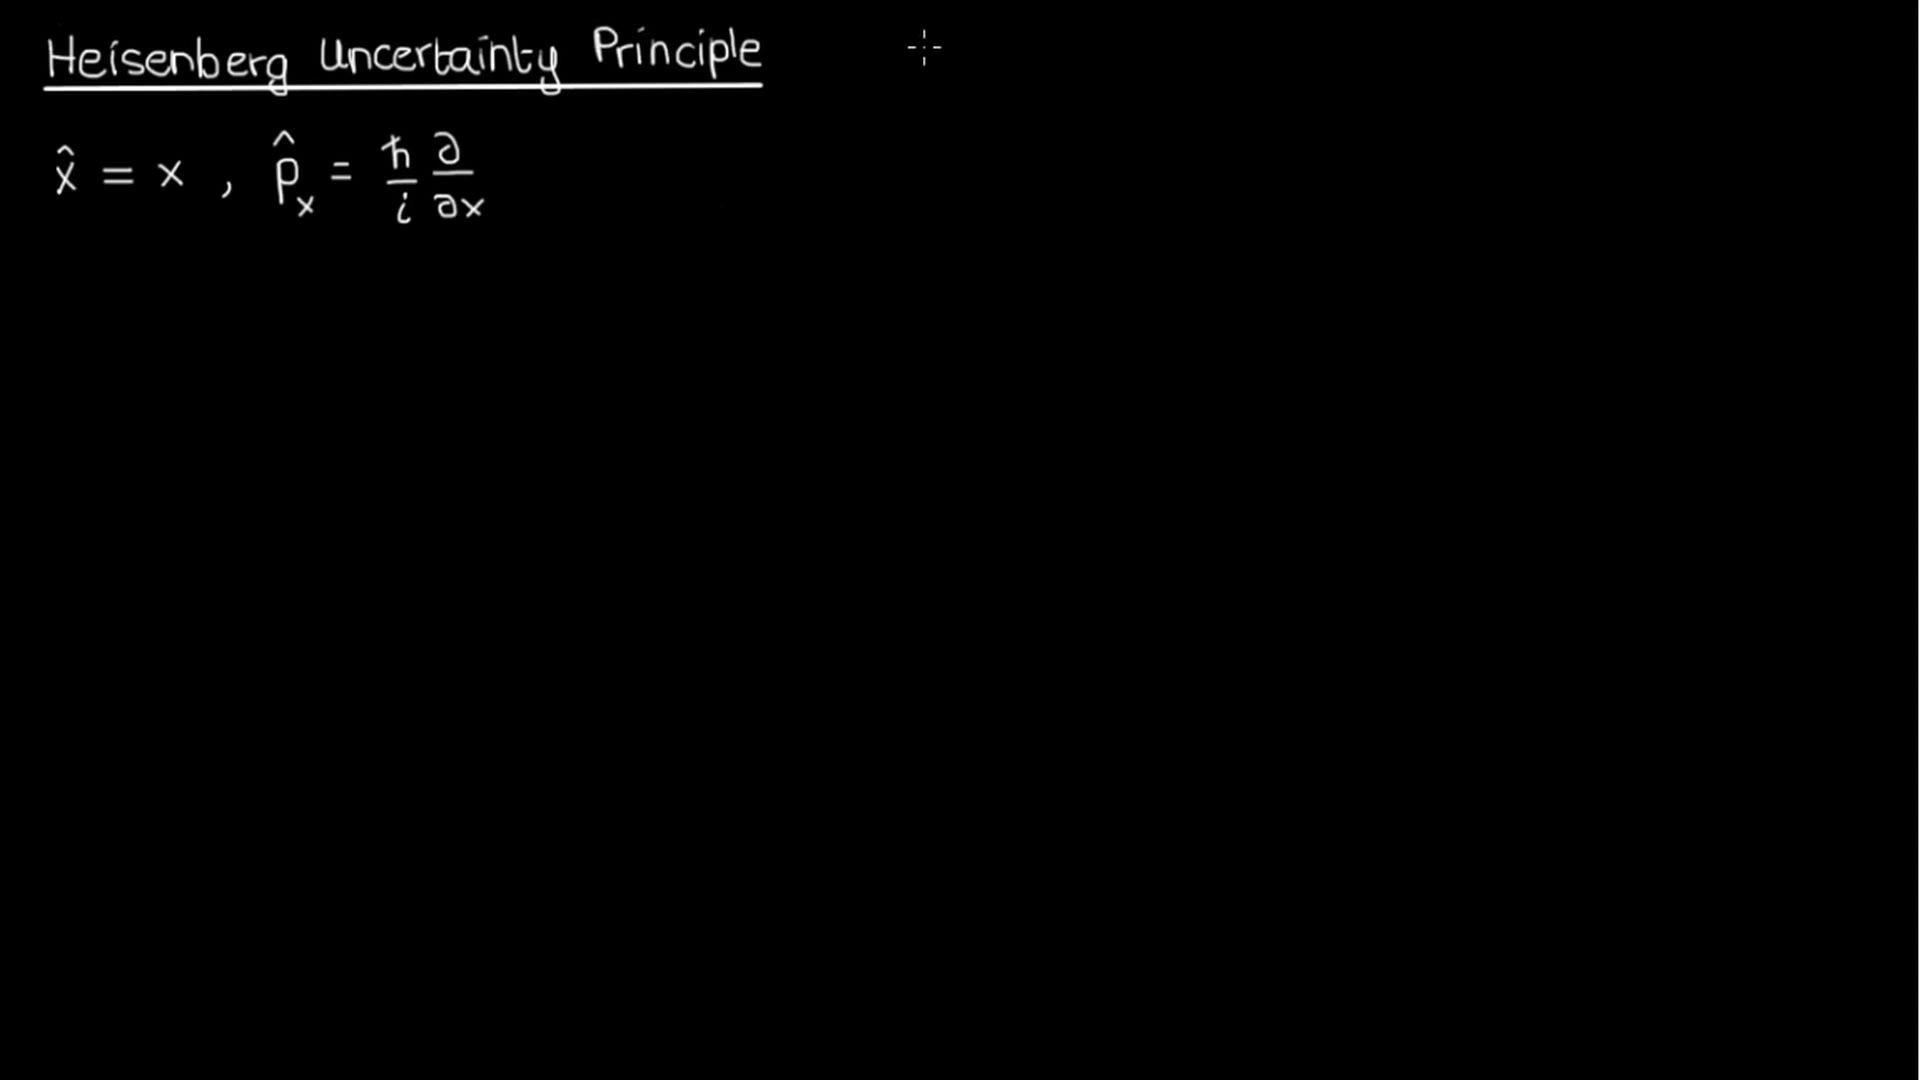 Heisenberg Uncertainty Principle
x̂ = x , p̂ₓ = ħ/i ∂/∂x